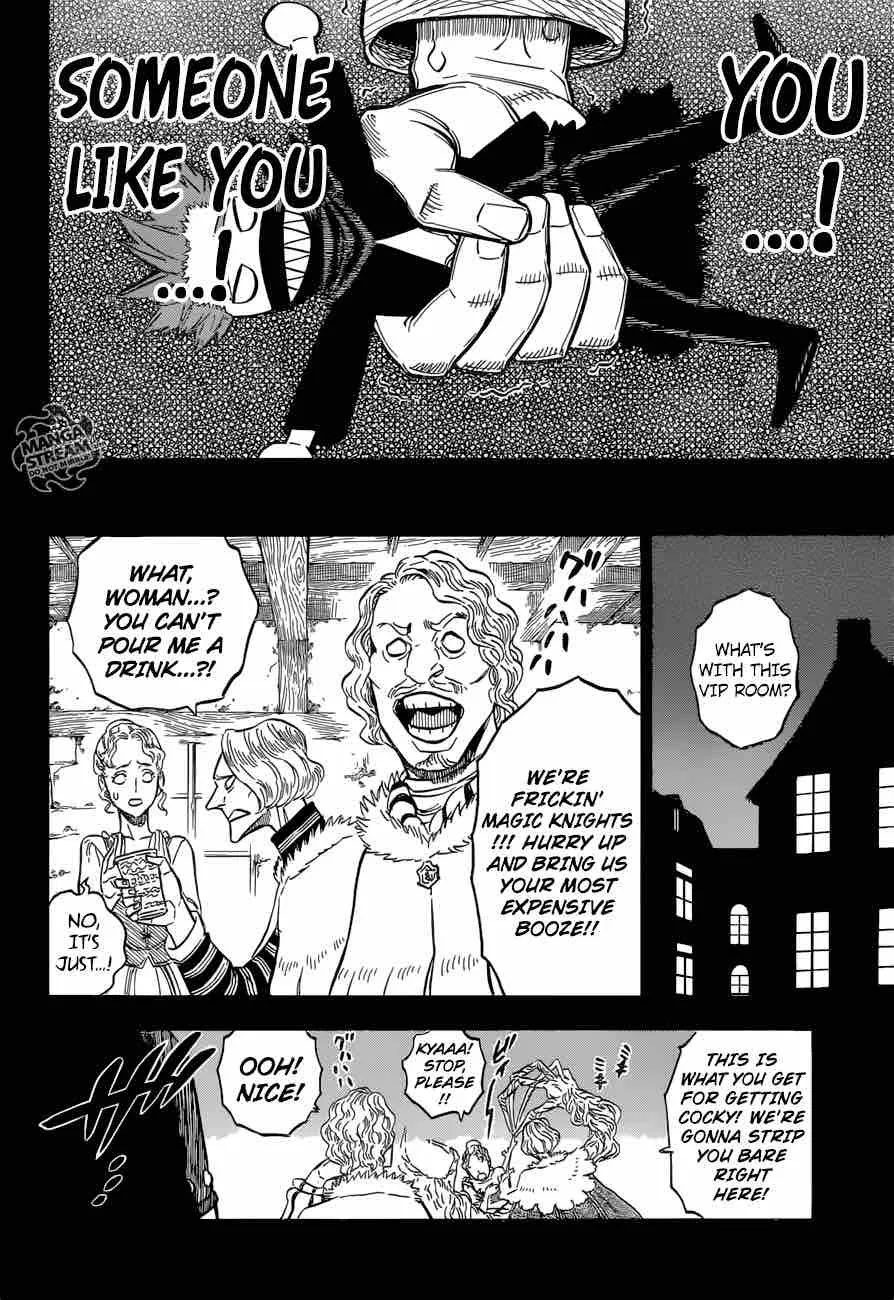 YOU
....!
SOMEONE
LIKE YOU
....!
MANGA
STREAM
WHAT'S
WITH THIS
VIP ROOM?
WE'RE
FRICKIN'
MAGIC KNIGHTS
!!! HURRY UP
AND BRING US
YOUR MOST
EXPENSIVE
BOOZE!!
WHAT,
WOMAN...?
YOU CAN'T
POUR ME A
DRINK...?!
NO,
IT'S
JUST...!
THIS IS
WHAT YOU GET
FOR GETTING
COCKY! WE'RE
GONNA STRIP
YOU BARE
RIGHT
HERE!
KYAAA!
STOP,
PLEASE
!!
OOH!
NICE!